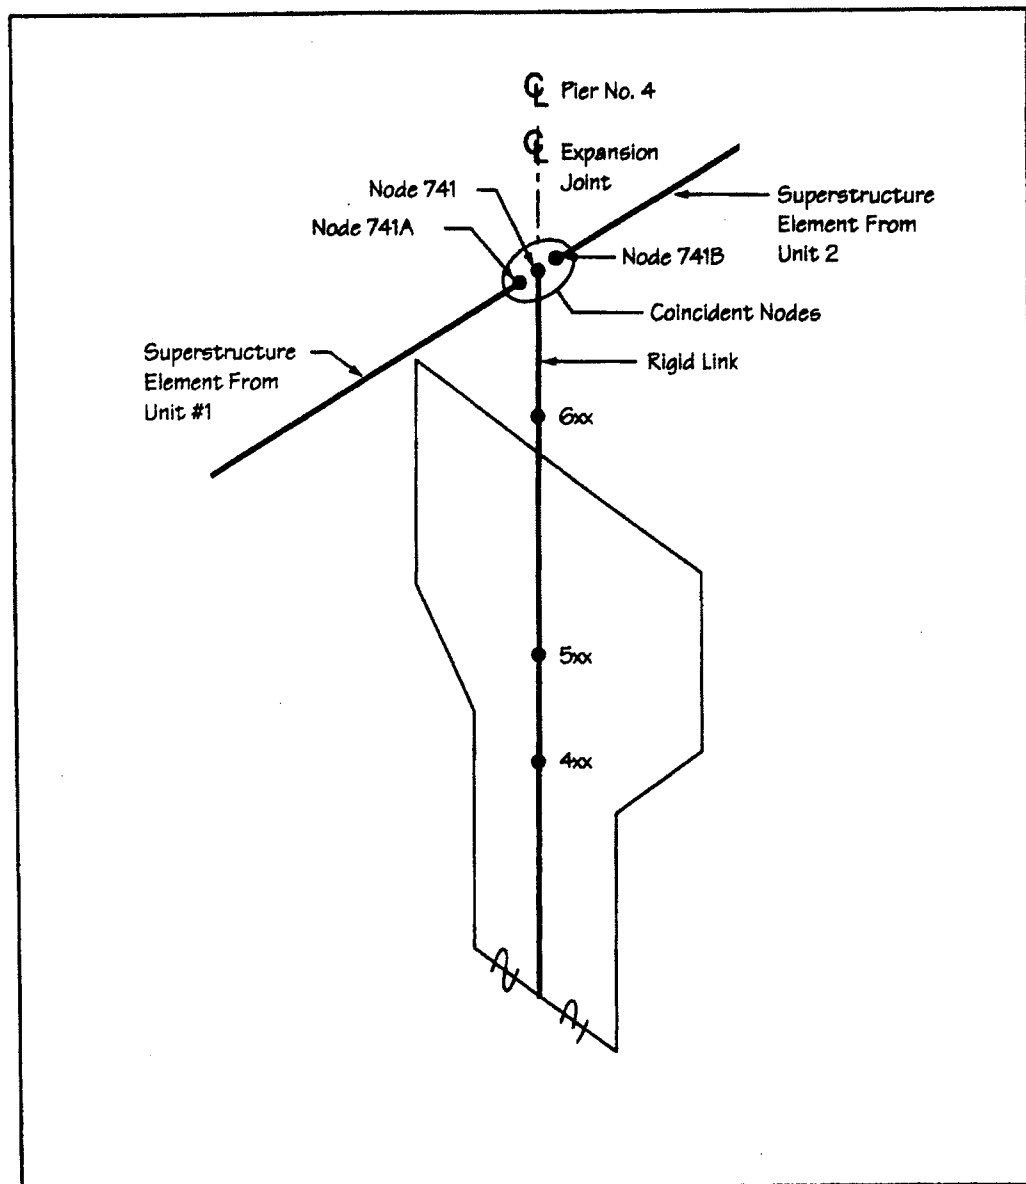 ℄ Pier No. 4
℄ Expansion
Joint
Node 741
Node 741A
Superstructure
Element From
Unit 2
Node 741B
Coincident Nodes
Superstructure
Element From
Unit #1
Rigid Link
6xx
5xx
4xx